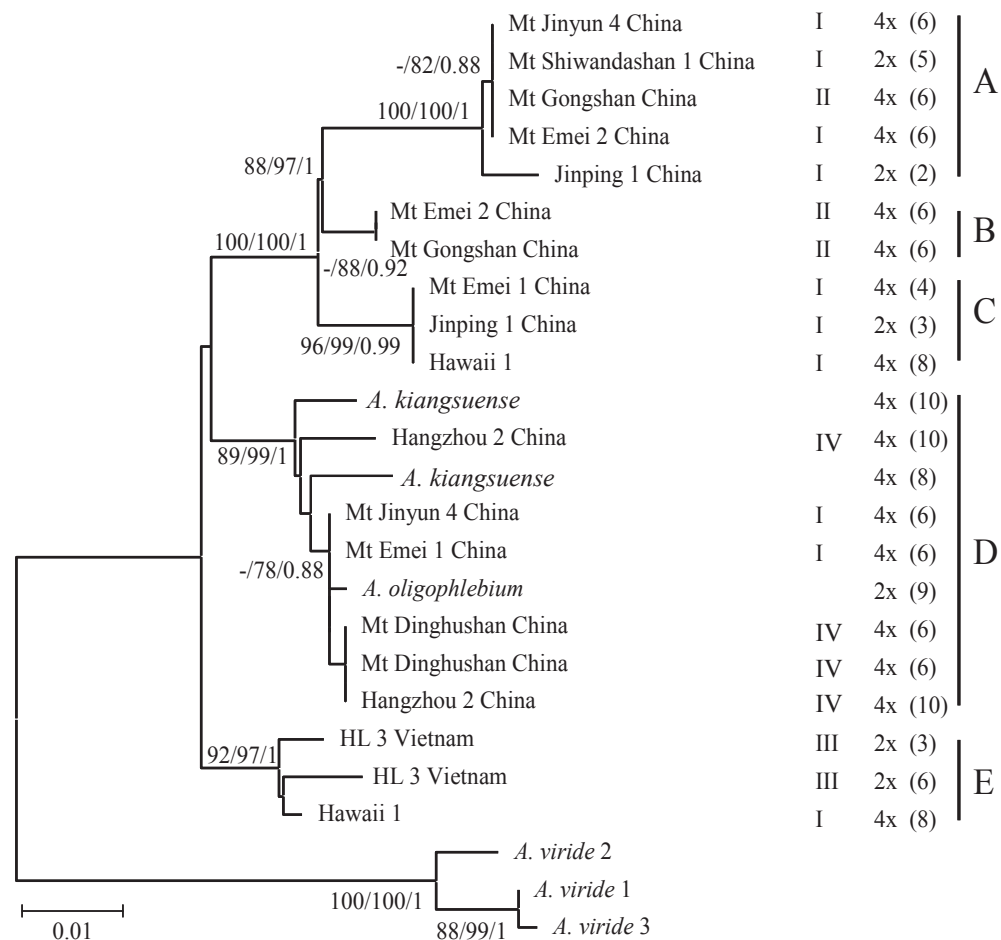 Mt Jinyun 4 China I 4x (6)
-/82/0.88 Mt Shiwandashan 1 China I 2x (5) A
Mt Gongshan China II 4x (6)
100/100/1
Mt Emei 2 China I 4x (6)
88/97/1 Jinping 1 China I 2x (2)
Mt Emei 2 China II 4x (6)
B
100/100/1 Mt Gongshan China II 4x (6)
-/88/0.92
Mt Emei 1 China I 4x (4)
C
Jinping 1 China I 2x (3)
96/99/0.99 Hawaii 1 I 4x (8)
A. kiangsuense 4x (10)
89/99/1 Hangzhou 2 China IV 4x (10)
A. kiangsuense 4x (8)
Mt Jinyun 4 China I 4x (6)
Mt Emei 1 China I 4x (6) D
-/78/0.88 A. oligophlebium 2x (9)
Mt Dinghushan China IV 4x (6)
Mt Dinghushan China IV 4x (6)
Hangzhou 2 China IV 4x (10)
92/97/1 HL 3 Vietnam III 2x (3)
HL 3 Vietnam III 2x (6) E
Hawaii 1 I 4x (8)
A. viride 2
100/100/1 A. viride 1
88/99/1 A. viride 3
0.01